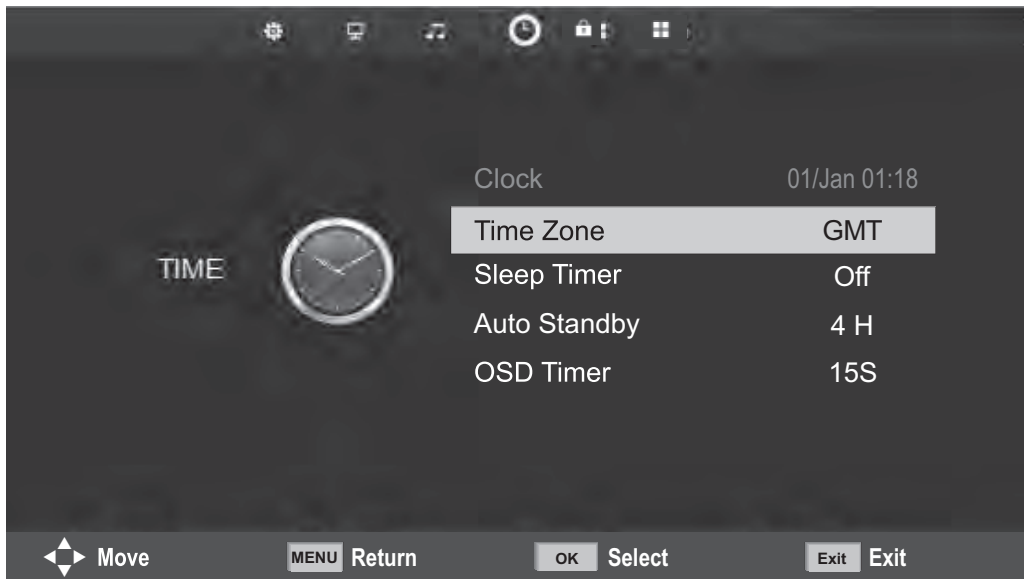 Clock 01/Jan 01:18
Time Zone GMT
TIME
Sleep Timer Off
Auto Standby 4 H
OSD Timer 15S
Move MENU Return OK Select Exit Exit